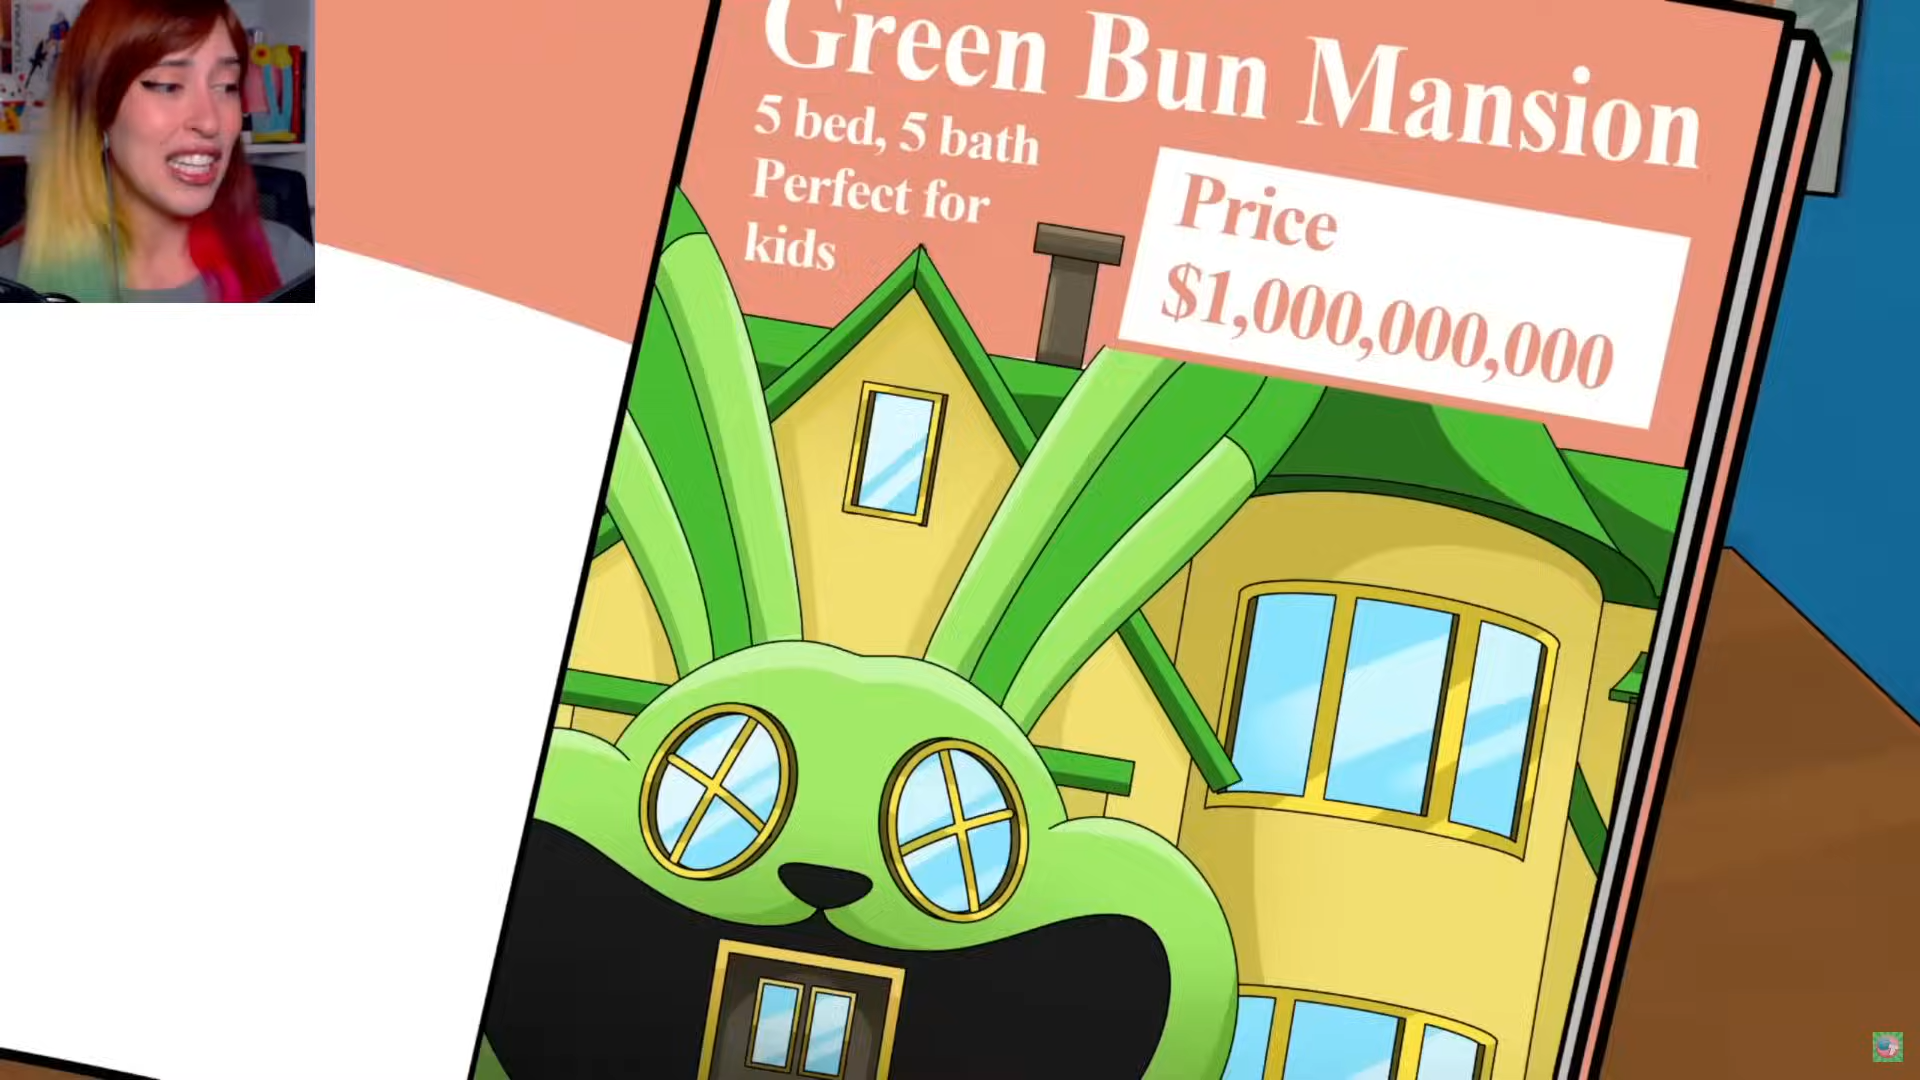 Green Bun Mansion
5 bed, 5 bath
Perfect for
kids
Price
$1,000,000,000